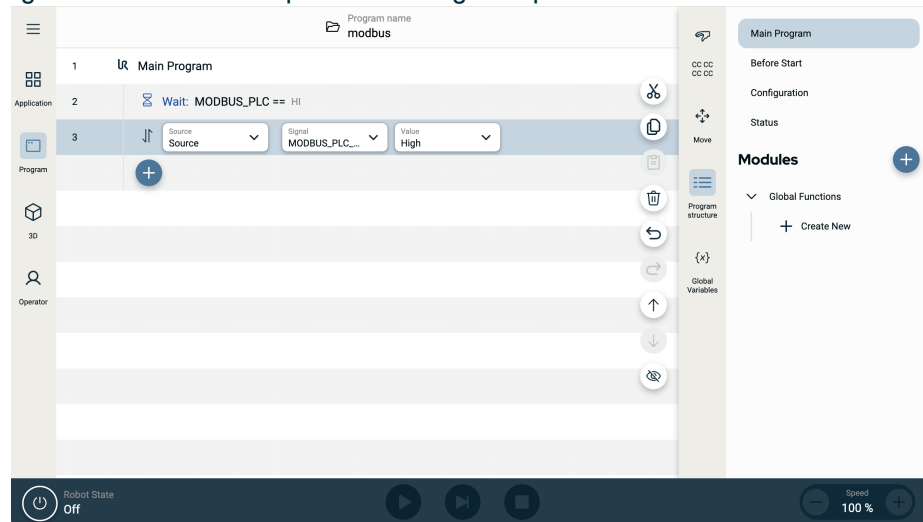 Program name
modbus
Application
Program
3D
Operator
1 Main Program
2 Wait: MODBUS_PLC == HI
3 Source
Source
Signal
MODBUS_PLC_...
Value
High
CC CC
CC CC
Move
Program
structure
{x}
Global
Variables
Main Program
Before Start
Configuration
Status
Modules
Global Functions
Create New
Robot State
Off
Speed
100 %